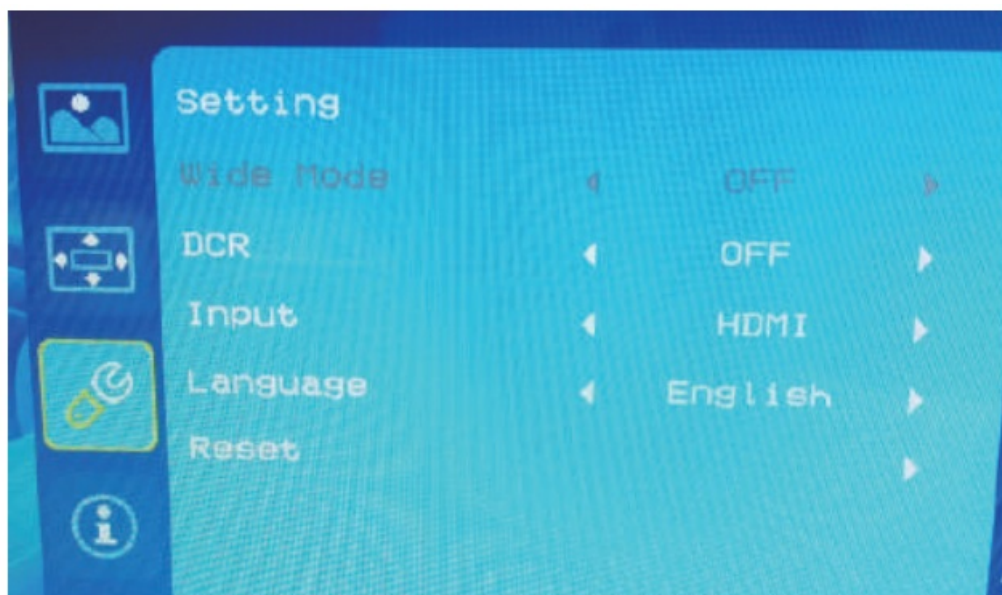 Setting
Wide Mode OFF
DCR OFF
Input HDMI
Language English
Reset